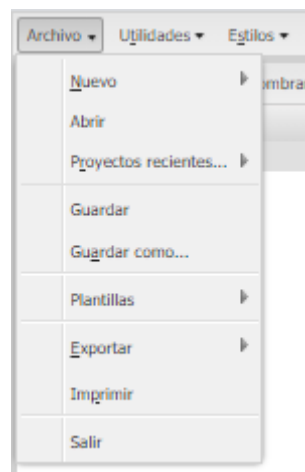 Archivo Utilidades Estilos
Nuevo
Abrir
Proyectos recientes...
Guardar
Guardar como...
Plantillas
Exportar
Imprimir
Salir